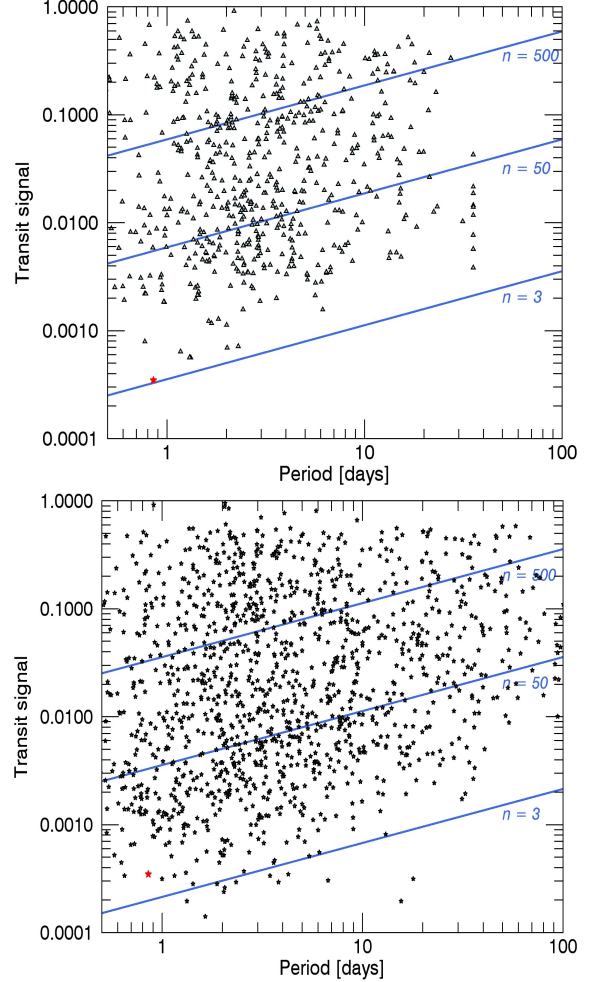 1.0000
n = 500
0.1000
n = 50
Transit signal
0.0100
n = 3
0.0010
0.0001
1 10 100
Period [days]
1.0000
n = 500
0.1000
n = 50
Transit signal
0.0100
n = 3
0.0010
0.0001
1 10 100
Period [days]